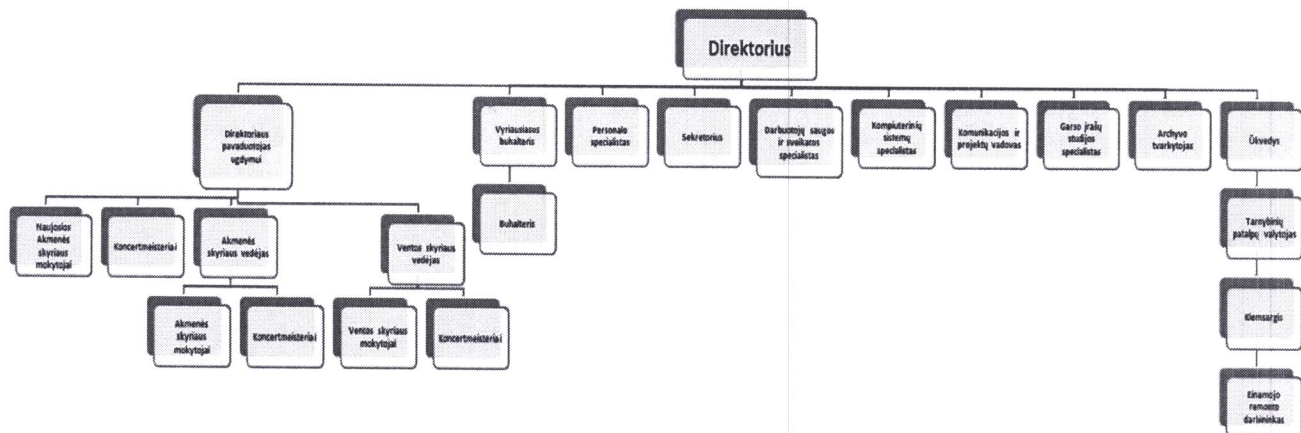 Direktorius
Direktoriaus
pavaduotojas
ugdymui
Vyriausiasis
buhalteris
Personalo
specialistas
Sekretorius
Darbuotojų saugos
ir sveikatos
specialistas
Kompiuterinių
sistemų
specialistas
Komunikacijos ir
projektų vadovas
Garso įrašų
studijos
specialistas
Archyvo
tvarkytojas
Ūkvedys
Naujosios
Akmenės
skyriaus
mokytojai
Koncertmeisteriai
Akmenės
skyriaus vedėjas
Ventos skyriaus
vedėjas
Buhalteris
Tarnybinių
patalpų valytojas
Akmenės
skyriaus
mokytojai
Koncertmeisteriai
Ventos skyriaus
mokytojai
Koncertmeisteriai
Kiemsargis
Einamojo
remonto
darbininkas